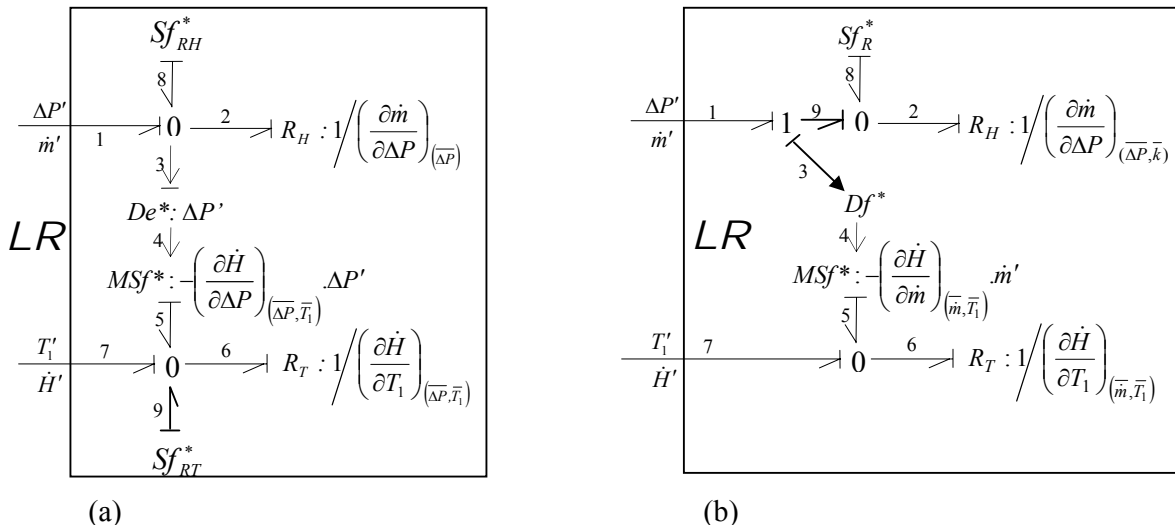 Sf*_RH
8
ΔP′ 1 ṁ′ 0 2 R_H : 1/(∂ṁ/∂ΔP)_(ΔP̅)
3
De*: ΔP’
LR
4
MSf* : −(∂Ḣ/∂ΔP)_(ΔP̅, T̅₁) .ΔP′
5
T₁′ 7 Ḣ′ 0 6 R_T : 1/(∂Ḣ/∂T₁)_(ΔP̅, T̅₁)
9
Sf*_RT
(a)
Sf*_R
8
ΔP′ 1 ṁ′ 1 9 0 2 R_H : 1/(∂ṁ/∂ΔP)_(ΔP̅, k̅)
3
Df*
LR
4
MSf* : −(∂Ḣ/∂ṁ)_(m̅̇, T̅₁) .ṁ′
5
T₁′ 7 Ḣ′ 0 6 R_T : 1/(∂Ḣ/∂T₁)_(m̅̇, T̅₁)
(b)